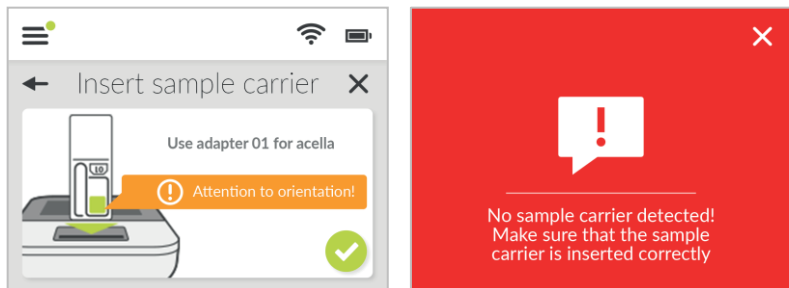 Insert sample carrier
Use adapter 01 for acella
Attention to orientation!
No sample carrier detected!
Make sure that the sample
carrier is inserted correctly